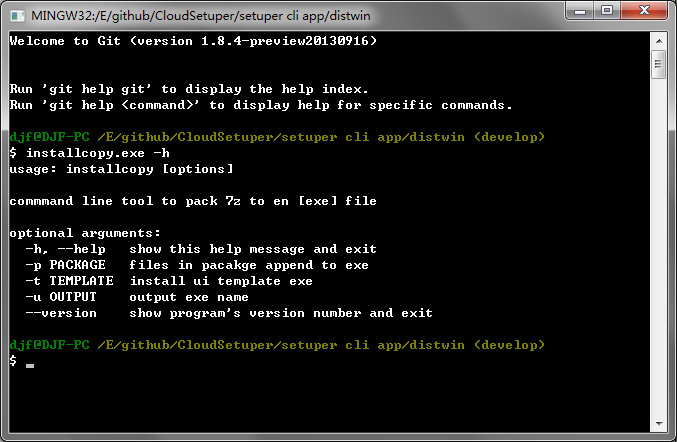 MINGW32:/E/github/CloudSetuper/setuper cli app/distwin
Welcome to Git (version 1.8.4-preview20130916)
Run 'git help git' to display the help index.
Run 'git help <command>' to display help for specific commands.
djf@DJF-PC /E/github/CloudSetuper/setuper cli app/distwin (develop)
$ installcopy.exe -h
usage: installcopy [options]
commmand line tool to pack 7z to en [exe] file
optional arguments:
-h, --help show this help message and exit
-p PACKAGE files in pacakge append to exe
-t TEMPLATE install ui template exe
-u OUTPUT output exe name
--version show program's version number and exit
djf@DJF-PC /E/github/CloudSetuper/setuper cli app/distwin (develop)
$